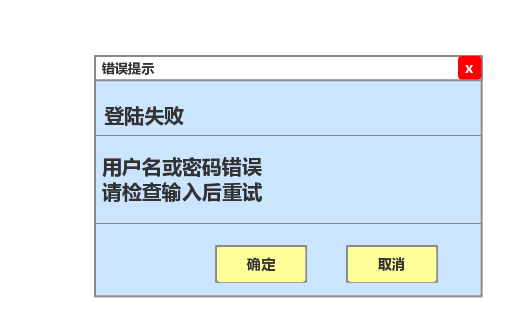 错误提示
x
登陆失败
用户名或密码错误
请检查输入后重试
确定
取消